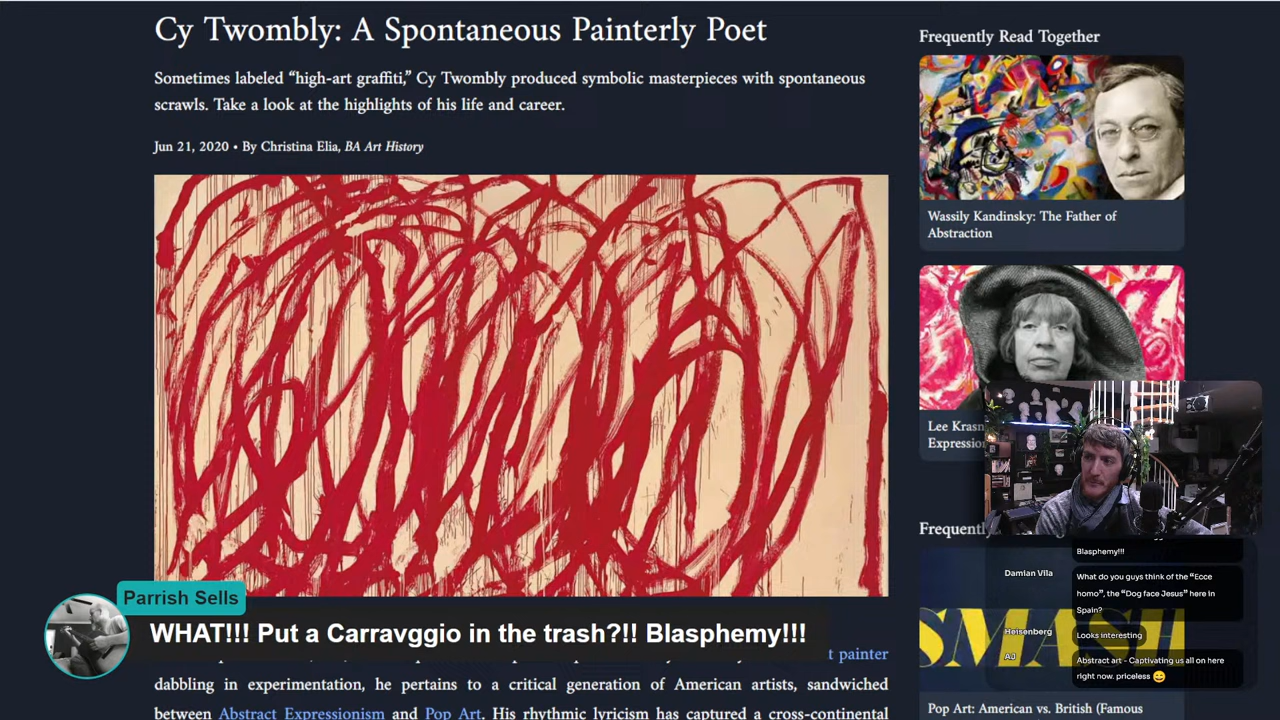 Cy Twombly: A Spontaneous Painterly Poet
Sometimes labeled “high-art graffiti,” Cy Twombly produced symbolic masterpieces with spontaneous
scrawls. Take a look at the highlights of his life and career.
Jun 21, 2020 • By Christina Elia, BA Art History
Parrish Sells
WHAT!!! Put a Carravggio in the trash?!! Blasphemy!!!
t painter
dabbling in experimentation, he pertains to a critical generation of American artists, sandwiched
between Abstract Expressionism and Pop Art. His rhythmic lyricism has captured a cross-continental
Frequently Read Together
Wassily Kandinsky: The Father of
Abstraction
Lee Krasn
Expression
Frequently
Blasphemy!!!
Damian Vila
What do you guys think of the “Ecce
homo”, the “Dog face Jesus” here in
Spain?
Heisenberg
Looks interesting
AJ
Abstract art - Captivating us all on here
right now. priceless 😄
SMASH
Pop Art: American vs. British (Famous